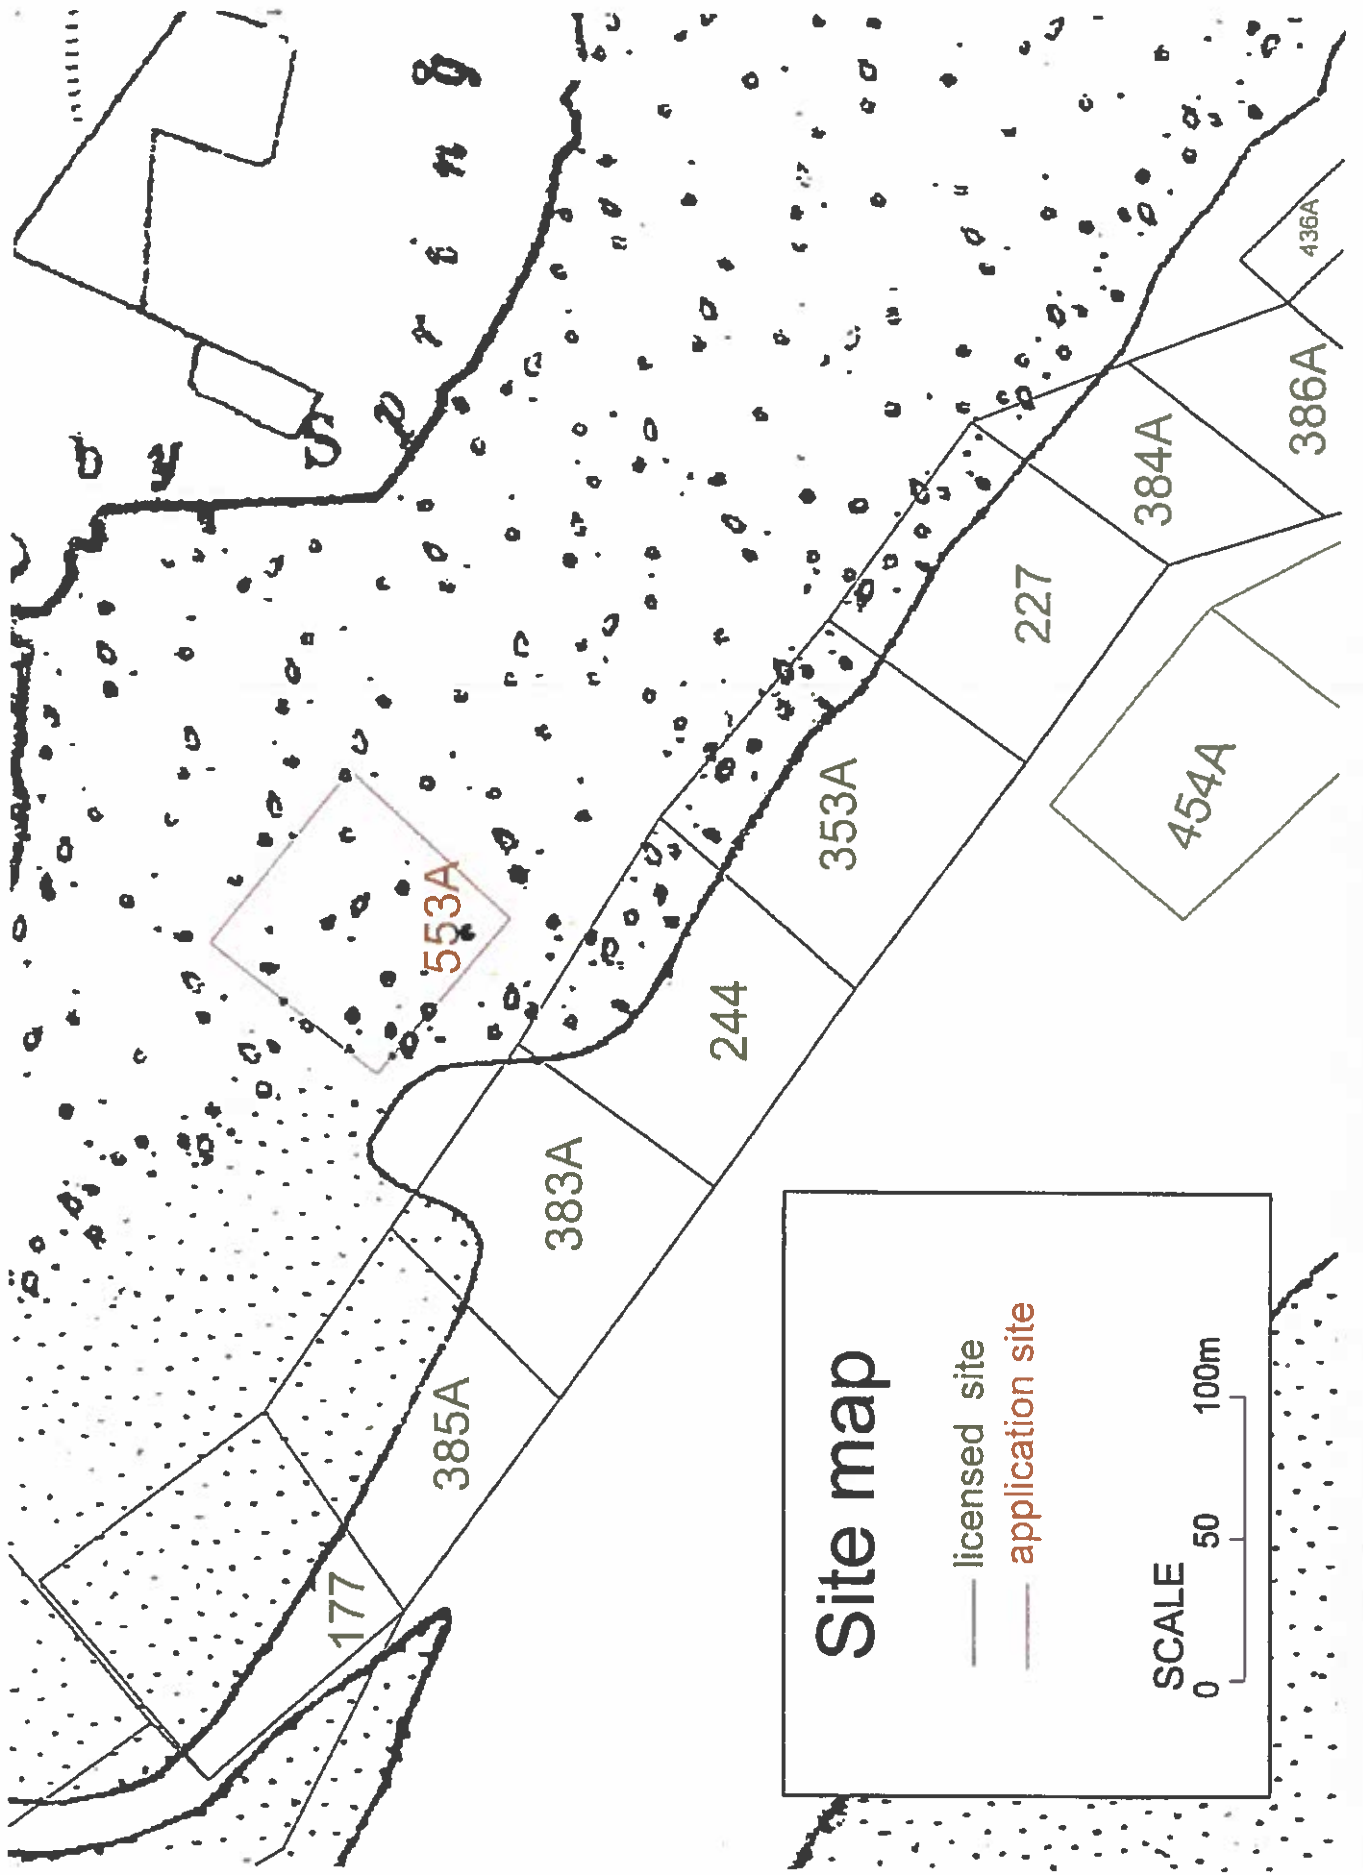 S p r i n g
553A
436A
386A
384A
227
454A
353A
244
383A
385A
177
Site map
licensed site
application site
SCALE
0 50 100m